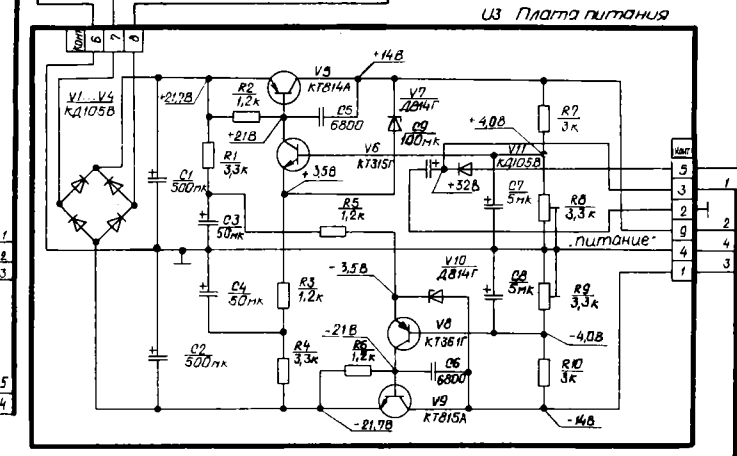 U3 Плата питания
Конт
6
7
8
V1...V4
КД105В
+21,7В
R2
1,2к
V5
КТ814А
+14В
V7
Д814Г
C9
100мк
R7
3к
C5
6800
+21В
V6
КТ315Г
+4,0В
V11
КД105В
Конт
R1
3,3к
C1
500мк
+3,5В
+32В
C7
5мк
R8
3,3к
5
3
1
2
9
2
4
4
1
3
C3
50мк
R5
1,2к
„питание"
C4
50мк
-3,5В
V10
Д814Г
C8
5мк
R9
3,3к
R3
1,2к
V8
КТ361Г
-4,0В
C2
500мк
R4
3,3к
-21В
R6
1,2к
C6
6800
R10
3к
V9
КТ815А
-21,7В
-14В
1
2
3
5
4